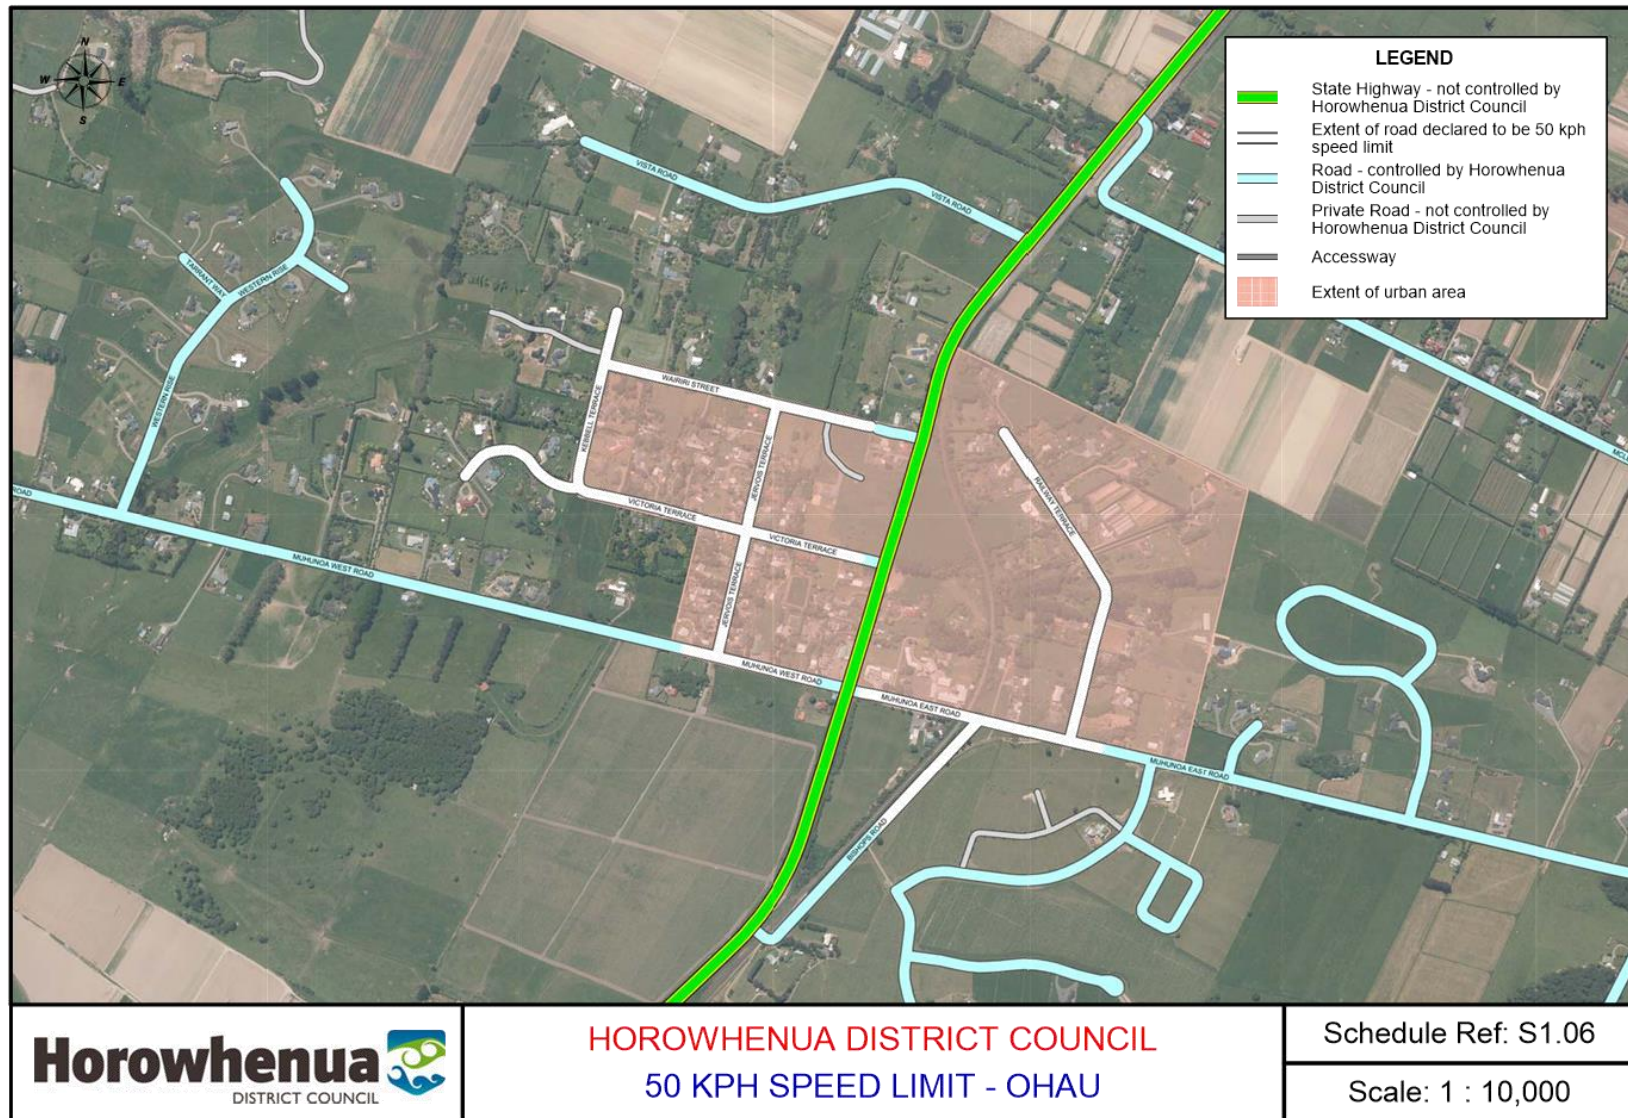 N
W
E
S
LEGEND
State Highway - not controlled by
Horowhenua District Council
Extent of road declared to be 50 kph
speed limit
Road - controlled by Horowhenua
District Council
Private Road - not controlled by
Horowhenua District Council
Accessway
Extent of urban area
VISTA ROAD
VISTA ROAD
TARRANT WAY
WESTERN RISE
WESTERN RISE
WAIRIRI STREET
KEBBELL TERRACE
JERVOIS TERRACE
RAILWAY TERRACE
VICTORIA TERRACE
VICTORIA TERRACE
JERVOIS TERRACE
ROAD
MUHUNOA WEST ROAD
MUHUNOA WEST ROAD
MUHUNOA EAST ROAD
MUHUNOA EAST ROAD
BISHOPS ROAD
Horowhenua
DISTRICT COUNCIL
HOROWHENUA DISTRICT COUNCIL
50 KPH SPEED LIMIT - OHAU
Schedule Ref: S1.06
Scale: 1 : 10,000